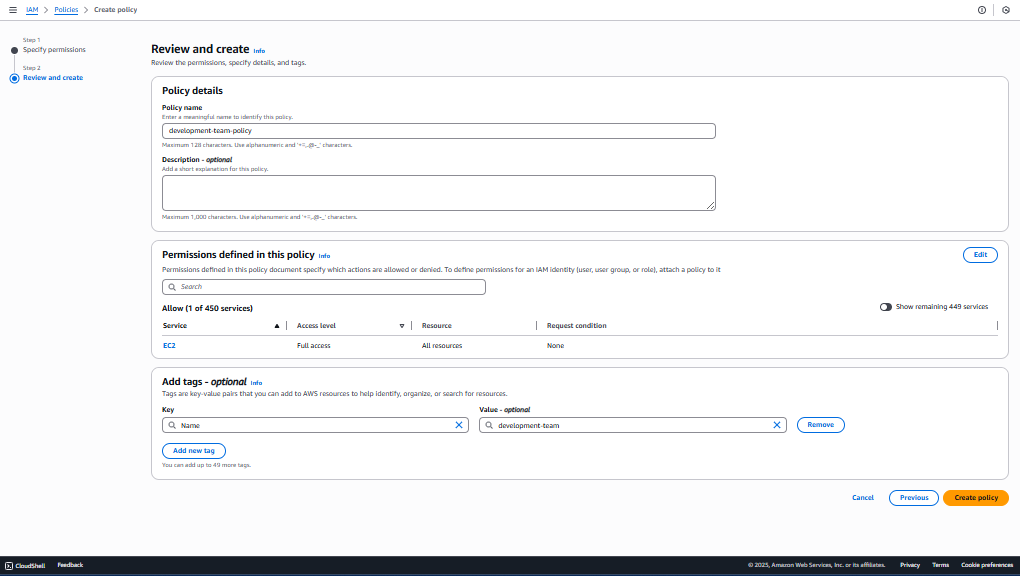 IAM > Policies > Create policy
Step 1
Specify permissions
Step 2
Review and create
Review and create Info
Review the permissions, specify details, and tags.
Policy details
Policy name
Enter a meaningful name to identify this policy.
development-team-policy
Maximum 128 characters. Use alphanumeric and '+=,.@-_' characters.
Description - optional
Add a short explanation for this policy.
Maximum 1,000 characters. Use alphanumeric and '+=,.@-_' characters.
Permissions defined in this policy Info
Edit
Permissions defined in this policy document specify which actions are allowed or denied. To define permissions for an IAM identity (user, user group, or role), attach a policy to it
Search
Allow (1 of 450 services)
Show remaining 449 services
Service Access level Resource Request condition
EC2 Full access All resources None
Add tags - optional Info
Tags are key-value pairs that you can add to AWS resources to help identify, organize, or search for resources.
Key Value - optional
Name development-team Remove
Add new tag
You can add up to 49 more tags.
Cancel Previous Create policy
CloudShell Feedback © 2025, Amazon Web Services, Inc. or its affiliates. Privacy Terms Cookie preferences